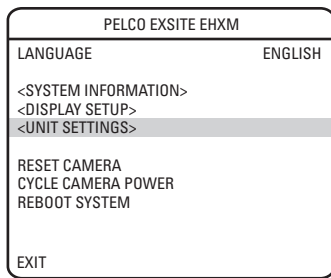 PELCO EXSITE EHXM
LANGUAGE ENGLISH
<SYSTEM INFORMATION>
<DISPLAY SETUP>
<UNIT SETTINGS>
RESET CAMERA
CYCLE CAMERA POWER
REBOOT SYSTEM
EXIT